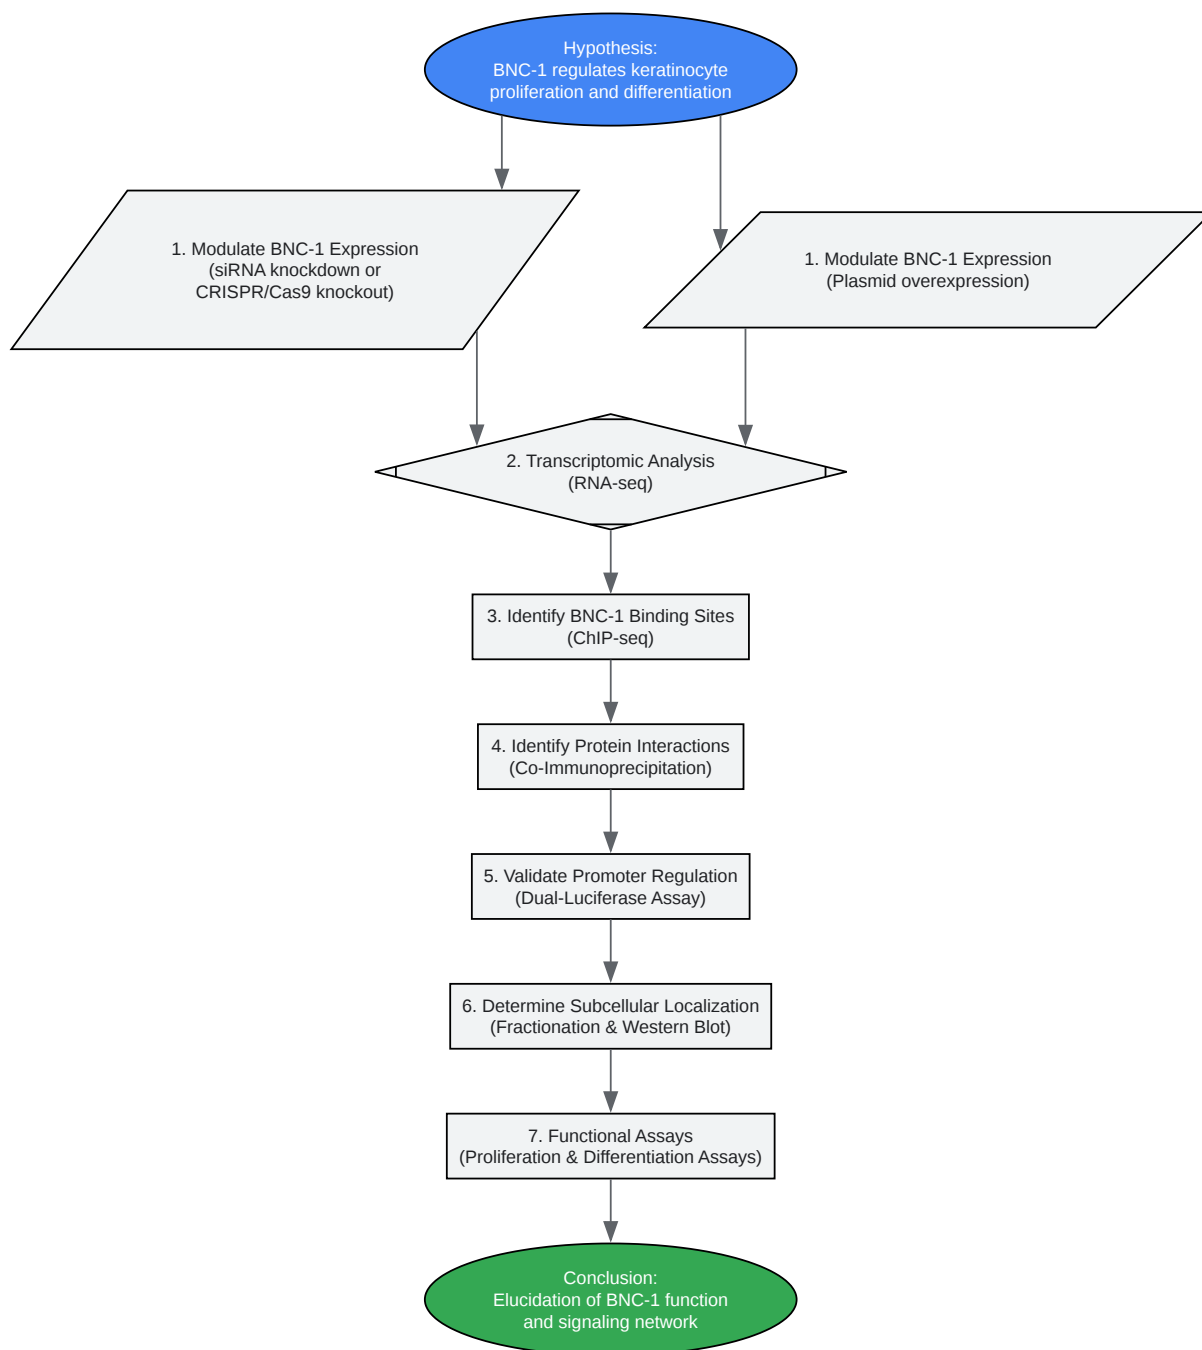 Hypothesis:
BNC-1 regulates keratinocyte
proliferation and differentiation
1. Modulate BNC-1 Expression
(siRNA knockdown or
CRISPR/Cas9 knockout)
1. Modulate BNC-1 Expression
(Plasmid overexpression)
2. Transcriptomic Analysis
(RNA-seq)
3. Identify BNC-1 Binding Sites
(ChIP-seq)
4. Identify Protein Interactions
(Co-Immunoprecipitation)
5. Validate Promoter Regulation
(Dual-Luciferase Assay)
6. Determine Subcellular Localization
(Fractionation & Western Blot)
7. Functional Assays
(Proliferation & Differentiation Assays)
Conclusion:
Elucidation of BNC-1 function
and signaling network